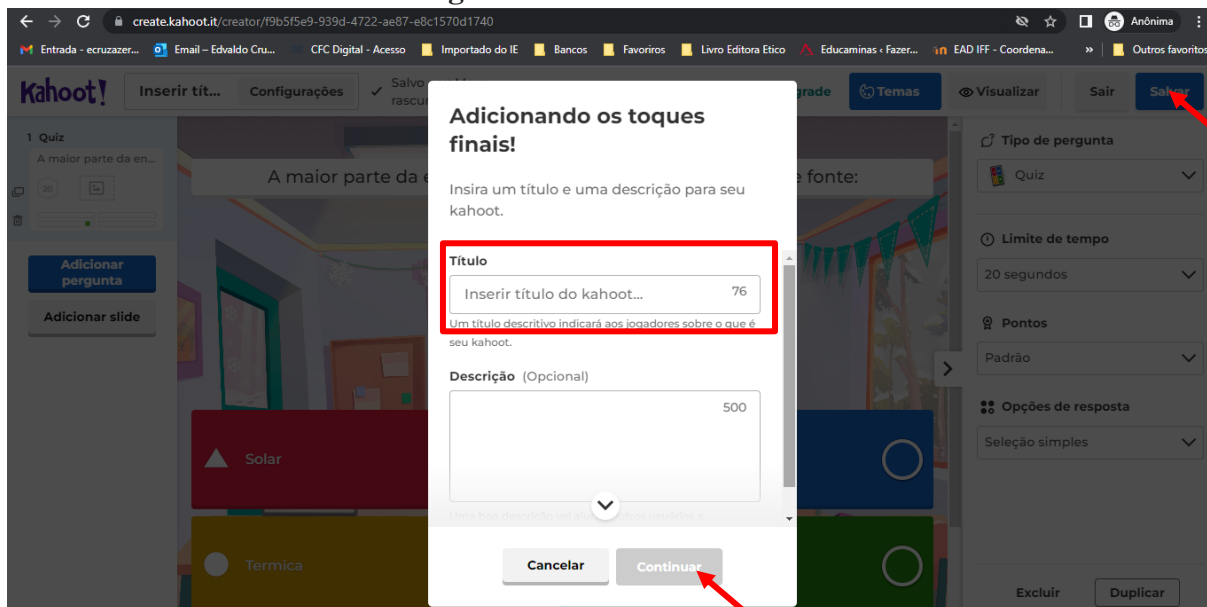 create.kahoot.it/creator/f9b5f5e9-939d-4722-ae87-e8c1570d1740
Anônima
Entrada - ecruzazer...
Email – Edvaldo Cru...
CFC Digital - Acesso
Importado do IE
Bancos
Favoriros
Livro Editora Etico
Educaminas ‹ Fazer...
EAD IFF - Coordena...
»
Outros favoritos
Kahoot!
Inserir tít...
Configurações
Salvo
Temas
Visualizar
Sair
Salvar
1 Quiz
A maior parte da en...
20
Adicionar
pergunta
Adicionar slide
A maior parte da
fonte:
Solar
Termica
Adicionando os toques
finais!
Insira um título e uma descrição para seu
kahoot.
Título
Inserir título do kahoot...
76
Um título descritivo indicará aos jogadores sobre o que é
seu kahoot.
Descrição (Opcional)
500
Cancelar
Continuar
Tipo de pergunta
Quiz
Limite de tempo
20 segundos
Pontos
Padrão
Opções de resposta
Seleção simples
Excluir
Duplicar